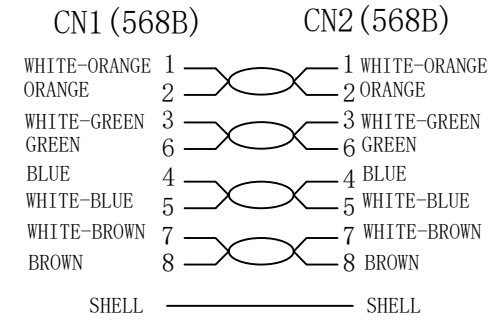 CN1(568B) CN2(568B)
WHITE-ORANGE 1 1 WHITE-ORANGE
ORANGE 2 2 ORANGE
WHITE-GREEN 3 3 WHITE-GREEN
GREEN 6 6 GREEN
BLUE 4 4 BLUE
WHITE-BLUE 5 5 WHITE-BLUE
WHITE-BROWN 7 7 WHITE-BROWN
BROWN 8 8 BROWN
SHELL SHELL